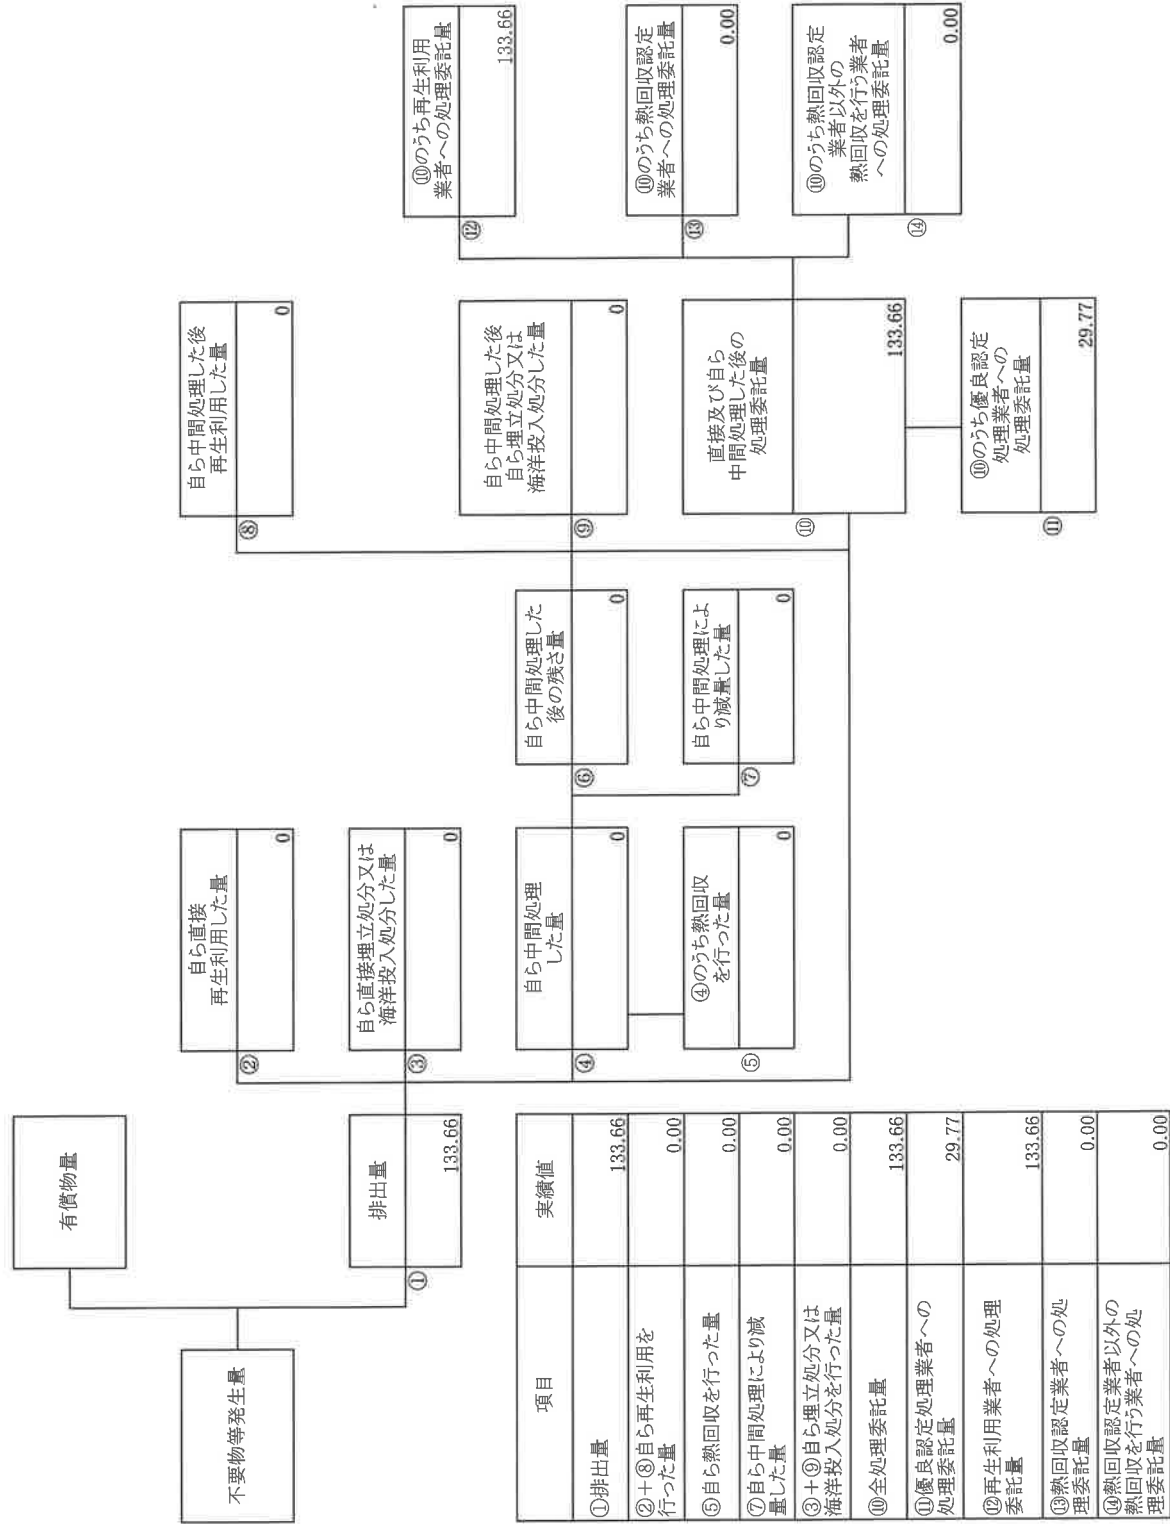 有償物量
不要物等発生量
排出量
①
133.66
自ら直接
再生利用した量
②
0
自ら直接埋立処分又は
海洋投入処分した量
③
0
自ら中間処理
した量
④
0
④のうち熱回収
を行った量
⑤
0
自ら中間処理した
後の残さ量
⑥
0
自ら中間処理によ
り減量した量
⑦
0
自ら中間処理した後
再生利用した量
⑧
0
自ら中間処理した後
自ら埋立処分又は
海洋投入処分した量
⑨
0
直接及び自ら
中間処理した後の
処理委託量
⑩
133.66
⑩のうち優良認定
処理業者への
処理委託量
⑪
29.77
⑩のうち再生利用
業者への処理委託量
⑫
133.66
⑩のうち熱回収認定
業者への処理委託量
⑬
0.00
⑩のうち熱回収認定
業者以外の
熱回収を行う業者
への処理委託量
⑭
0.00
項目 実績値
①排出量 133.66
②＋⑧自ら再生利用を
行った量 0.00
⑤自ら熱回収を行った量 0.00
⑦自ら中間処理により減
量した量 0.00
③＋⑨自ら埋立処分又は
海洋投入処分を行った量 0.00
⑩全処理委託量 133.66
⑪優良認定処理業者への
処理委託量 29.77
⑫再生利用業者への処理
委託量 133.66
⑬熱回収認定業者への処
理委託量 0.00
⑭熱回収認定業者以外の
熱回収を行う業者への処
理委託量 0.00